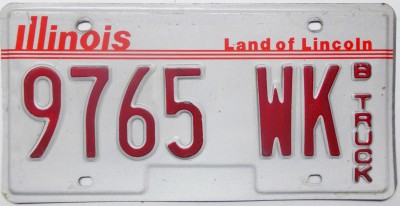 Illinois Land of Lincoln
9765 WK
B TRUCK